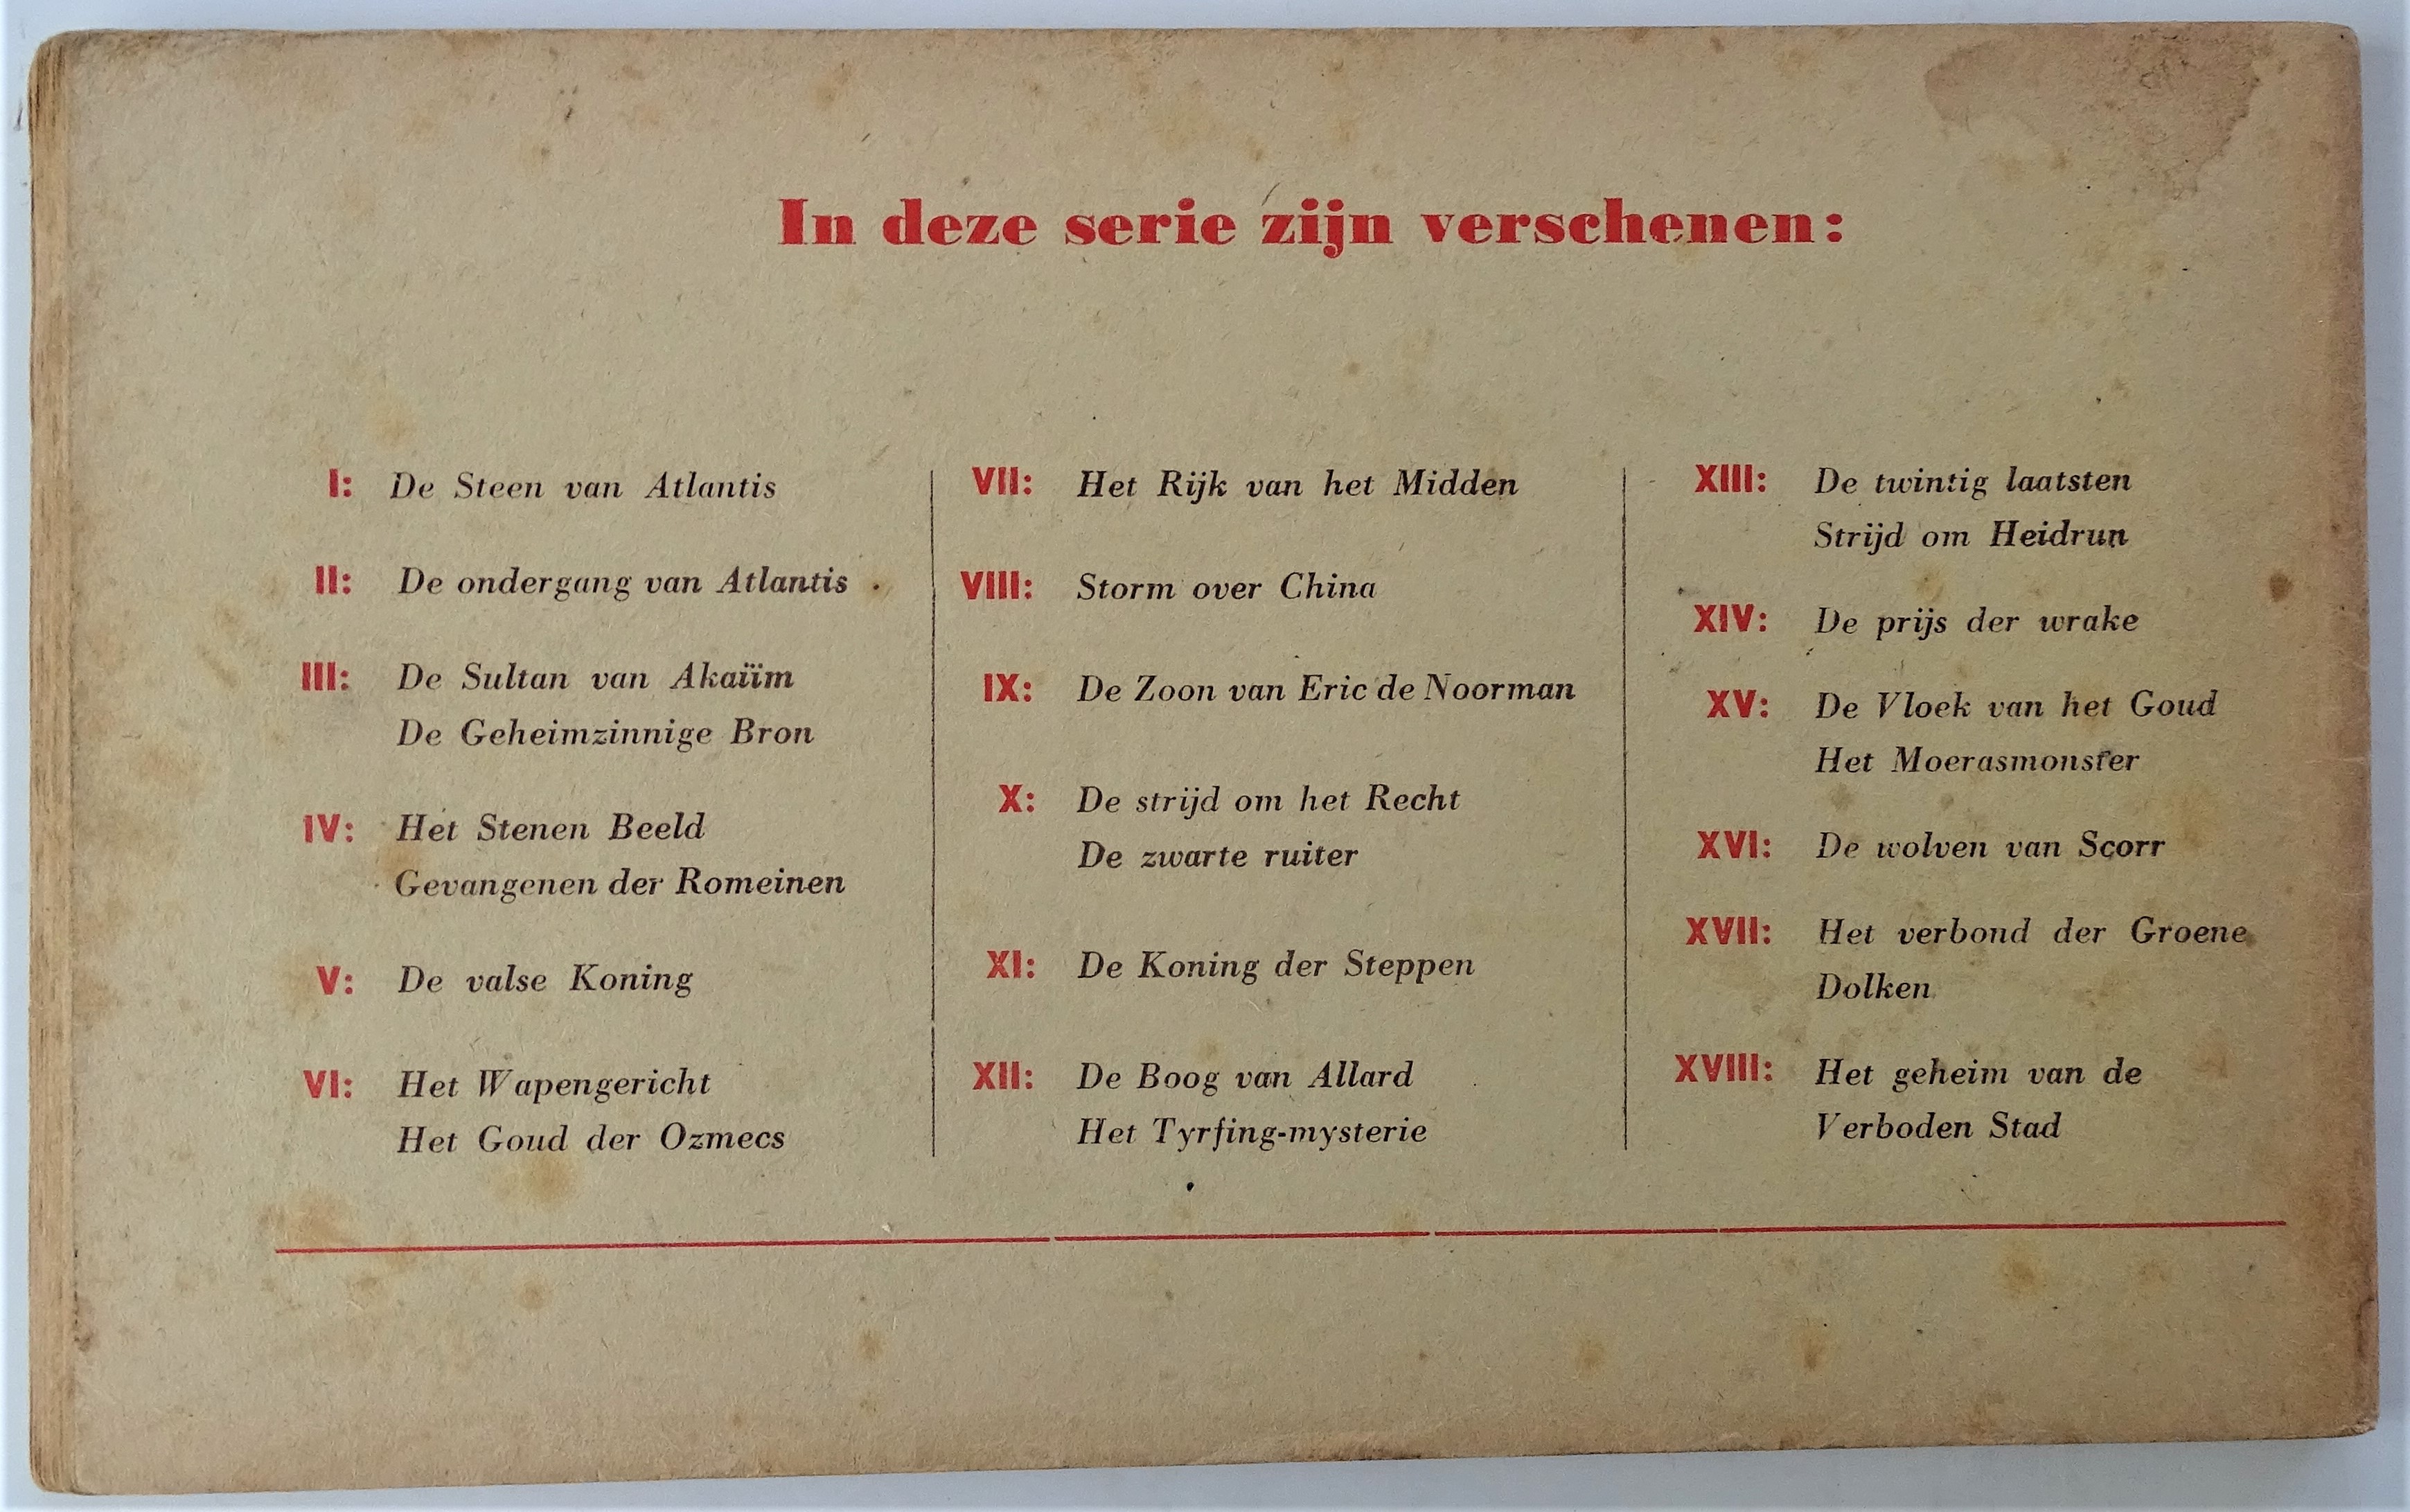 In deze serie zijn verschenen:
I: De Steen van Atlantis
II: De ondergang van Atlantis
III: De Sultan van Akaïim
De Geheimzinnige Bron
IV: Het Stenen Beeld
Gevangenen der Romeinen
V: De valse Koning
VI: Het Wapengericht
Het Goud der Ozmecs
VII: Het Rijk van het Midden
VIII: Storm over China
IX: De Zoon van Eric de Noorman
X: De strijd om het Recht
De zwarte ruiter
XI: De Koning der Steppen
XII: De Boog van Allard
Het Tyrfing-mysterie
XIII: De twintig laatsten
Strijd om Heidrun
XIV: De prijs der wrake
XV: De Vloek van het Goud
Het Moerasmonster
XVI: De wolven van Scorr
XVII: Het verbond der Groene
Dolken
XVIII: Het geheim van de
Verboden Stad